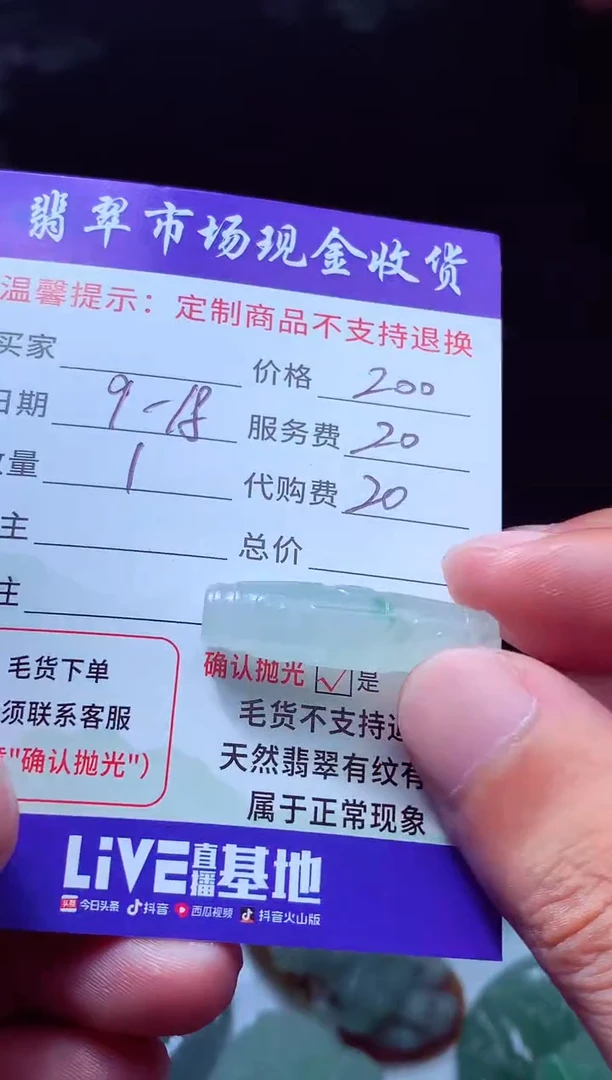 翡翠市场现金收货
温馨提示：定制商品不支持退换
买家
价格 200
日期 9-18
服务费 20
数量 1
代购费 20
主
总价
注
毛货下单
须联系客服
"确认抛光"）
确认抛光 是
毛货不支持退
天然翡翠有纹有
属于正常现象
LiVE直播基地
头条 今日头条 抖音 西瓜视频 抖音火山版